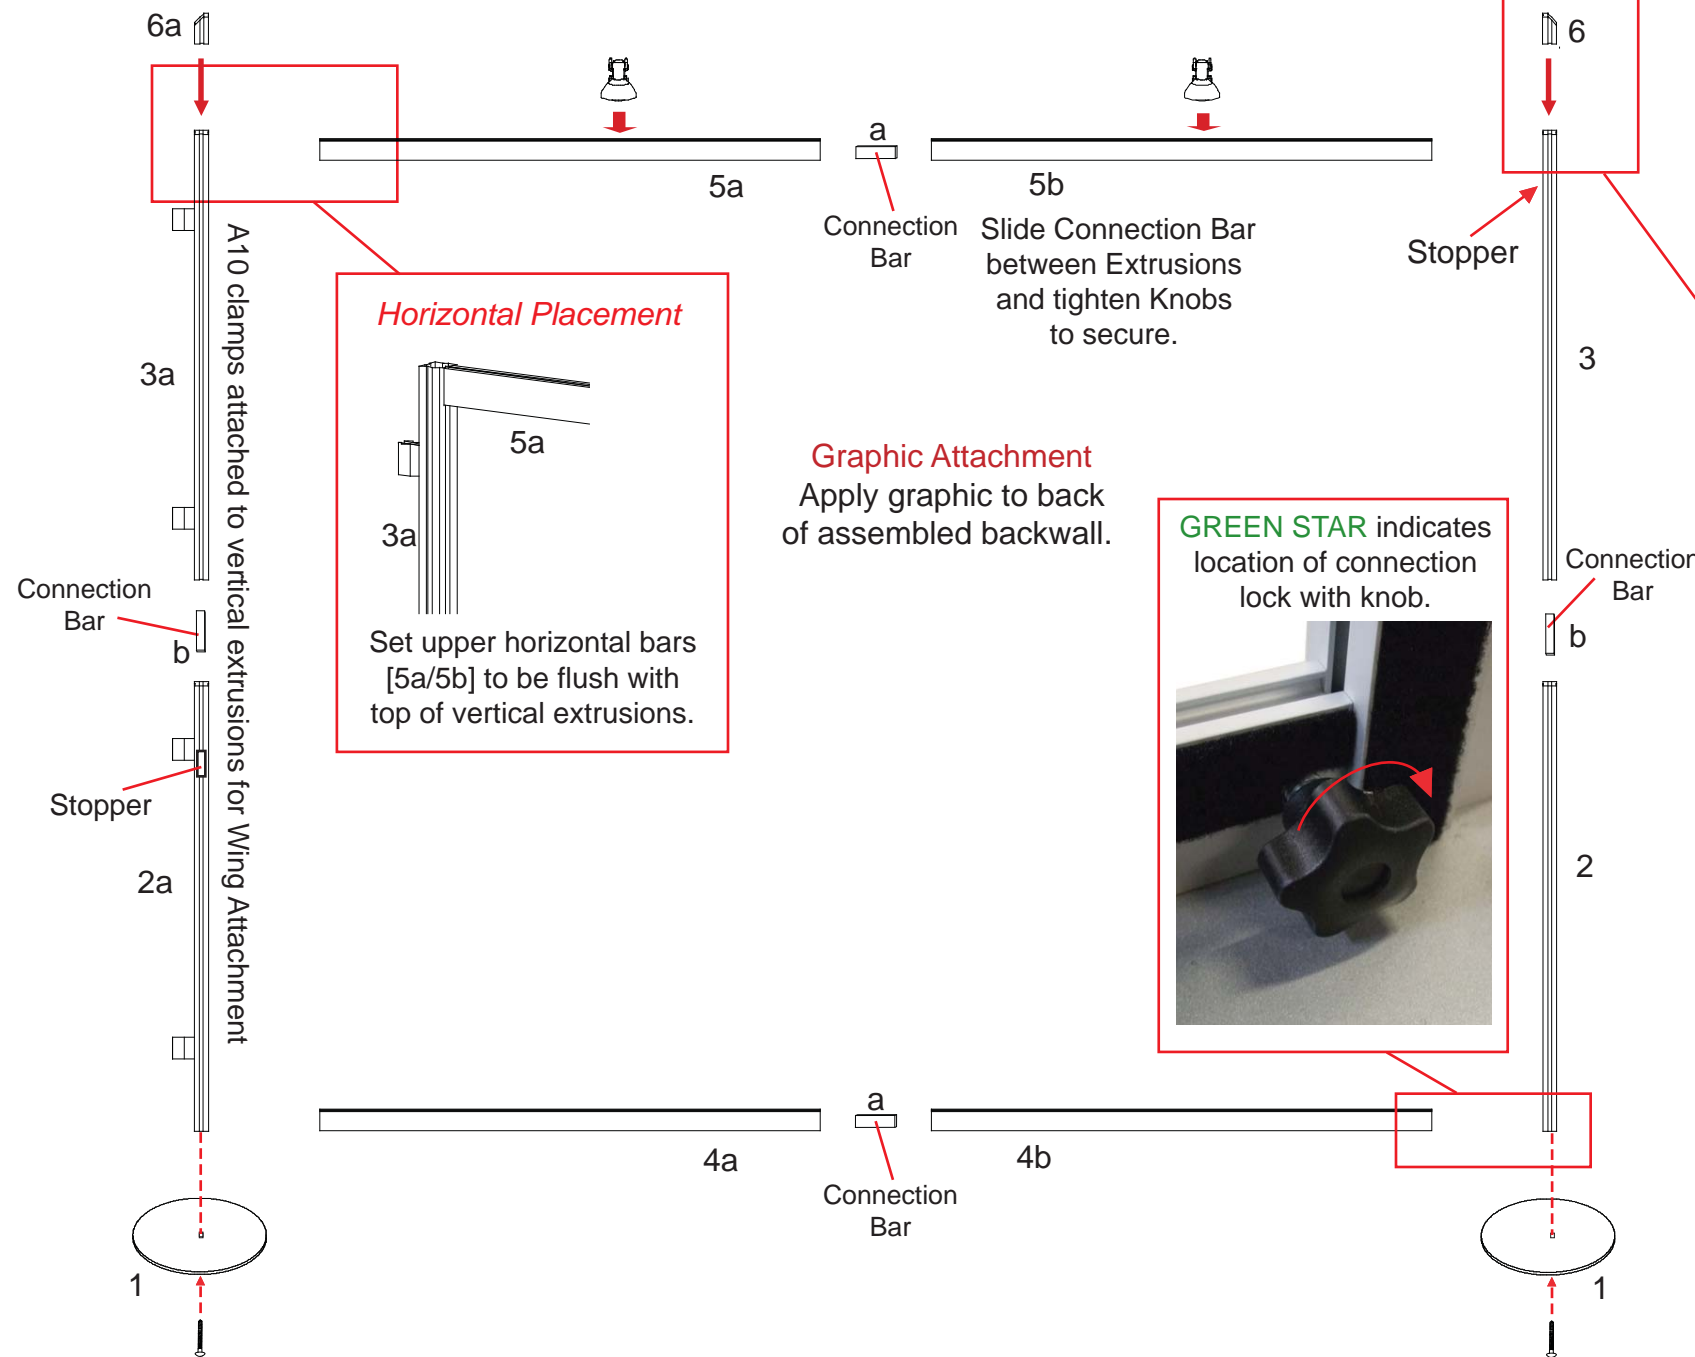 6a
6
a
5a
5b
Connection
Bar
Slide Connection Bar
between Extrusions
and tighten Knobs
to secure.
Stopper
A10 clamps attached to vertical extrusions for Wing Attachment
Horizontal Placement
5a
3a
Set upper horizontal bars
[5a/5b] to be flush with
top of vertical extrusions.
3a
3
Graphic Attachment
Apply graphic to back
of assembled backwall.
GREEN STAR indicates
location of connection
lock with knob.
Connection
Bar
b
Connection
Bar
b
Stopper
2a
2
a
4a
4b
Connection
Bar
1
1